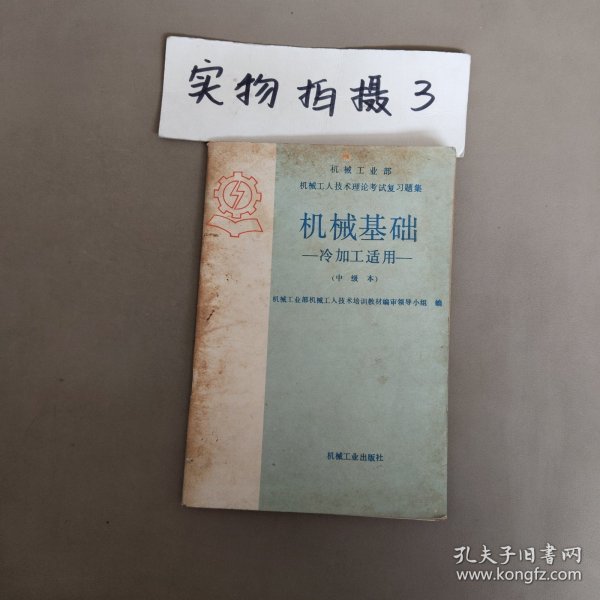 实物拍摄3
机械工业部
机械工人技术理论考试复习题集
机械基础
—冷加工适用—
(中级本)
机械工业部机械工人技术培训教材编审领导小组 编
机械工业出版社
孔夫子旧书网
www.kongfz.com